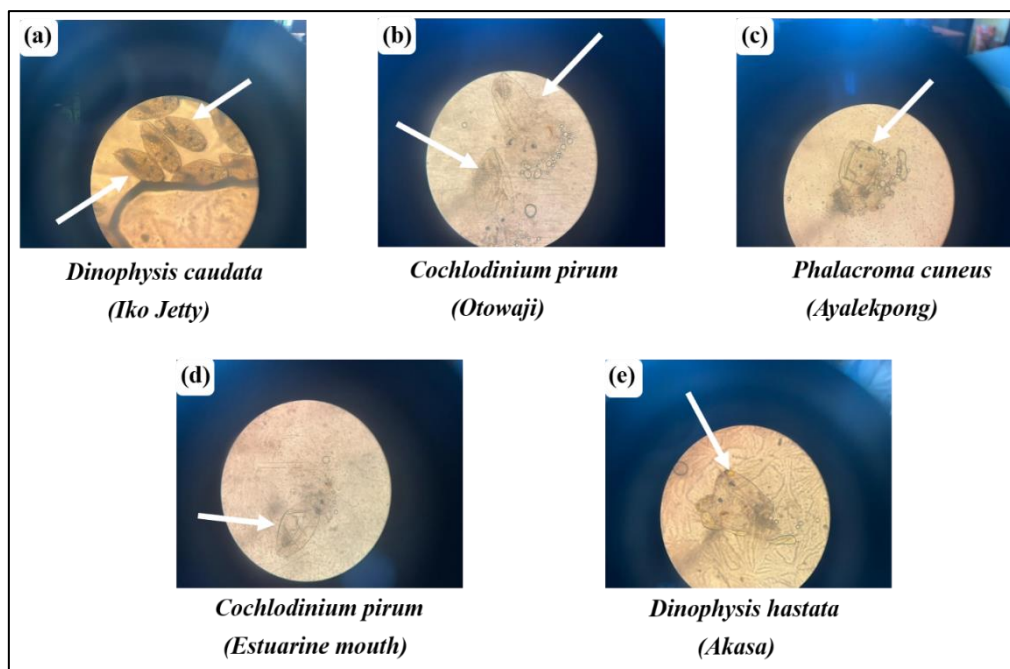 (a)
(b)
(c)
Dinophysis caudata
(Iko Jetty)
Cochlodinium pirum
(Otowaji)
Phalacroma cuneus
(Ayalekpong)
(d)
(e)
Cochlodinium pirum
(Estuarine mouth)
Dinophysis hastata
(Akasa)